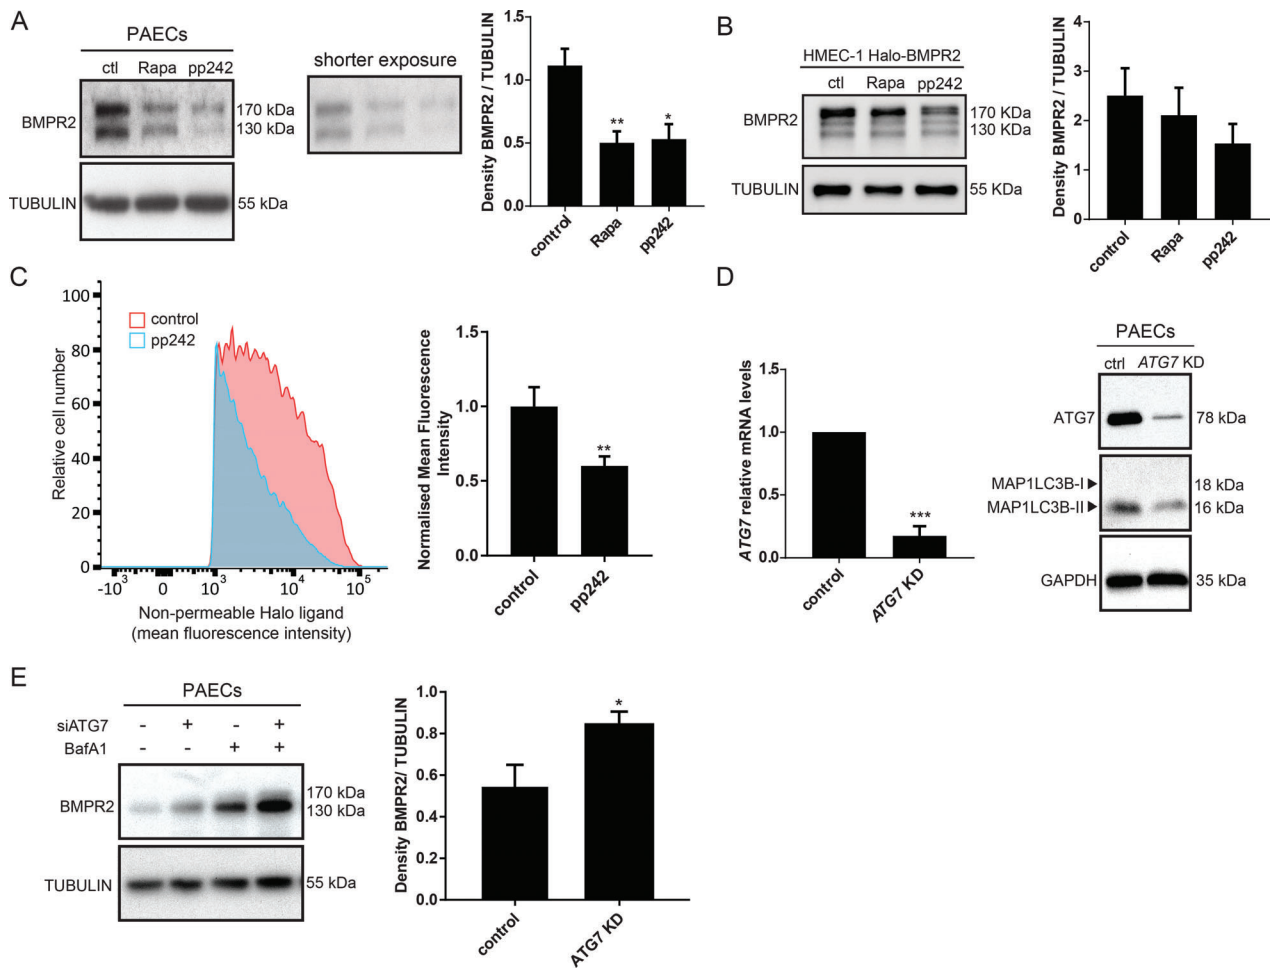 A
PAECs
ctl Rapa pp242
BMPR2
170 kDa
130 kDa
TUBULIN
55 kDa
shorter exposure
Density BMPR2 / TUBULIN
1.5
1.0
0.5
0.0
**
*
control
Rapa
pp242
B
HMEC-1 Halo-BMPR2
ctl Rapa pp242
BMPR2
170 KDa
130 KDa
TUBULIN
55 KDa
Density BMPR2 / TUBULIN
4
3
2
1
0
control
Rapa
pp242
C
Relative cell number
100
80
60
40
20
0
control
pp242
-10³ 0 10³ 10⁴ 10⁵
Non-permeable Halo ligand
(mean fluorescence intensity)
Normalised Mean Fluorescence
Intensity
1.5
1.0
0.5
0.0
**
control
pp242
D
ATG7 relative mRNA levels
1.5
1.0
0.5
0.0
***
control
ATG7 KD
PAECs
ctrl ATG7 KD
ATG7
78 kDa
MAP1LC3B-I
18 kDa
MAP1LC3B-II
16 kDa
GAPDH
35 kDa
E
PAECs
siATG7 - + - +
BafA1 - - + +
BMPR2
170 kDa
130 kDa
TUBULIN
55 kDa
Density BMPR2/ TUBULIN
1.0
0.8
0.6
0.4
0.2
0.0
*
control
ATG7 KD